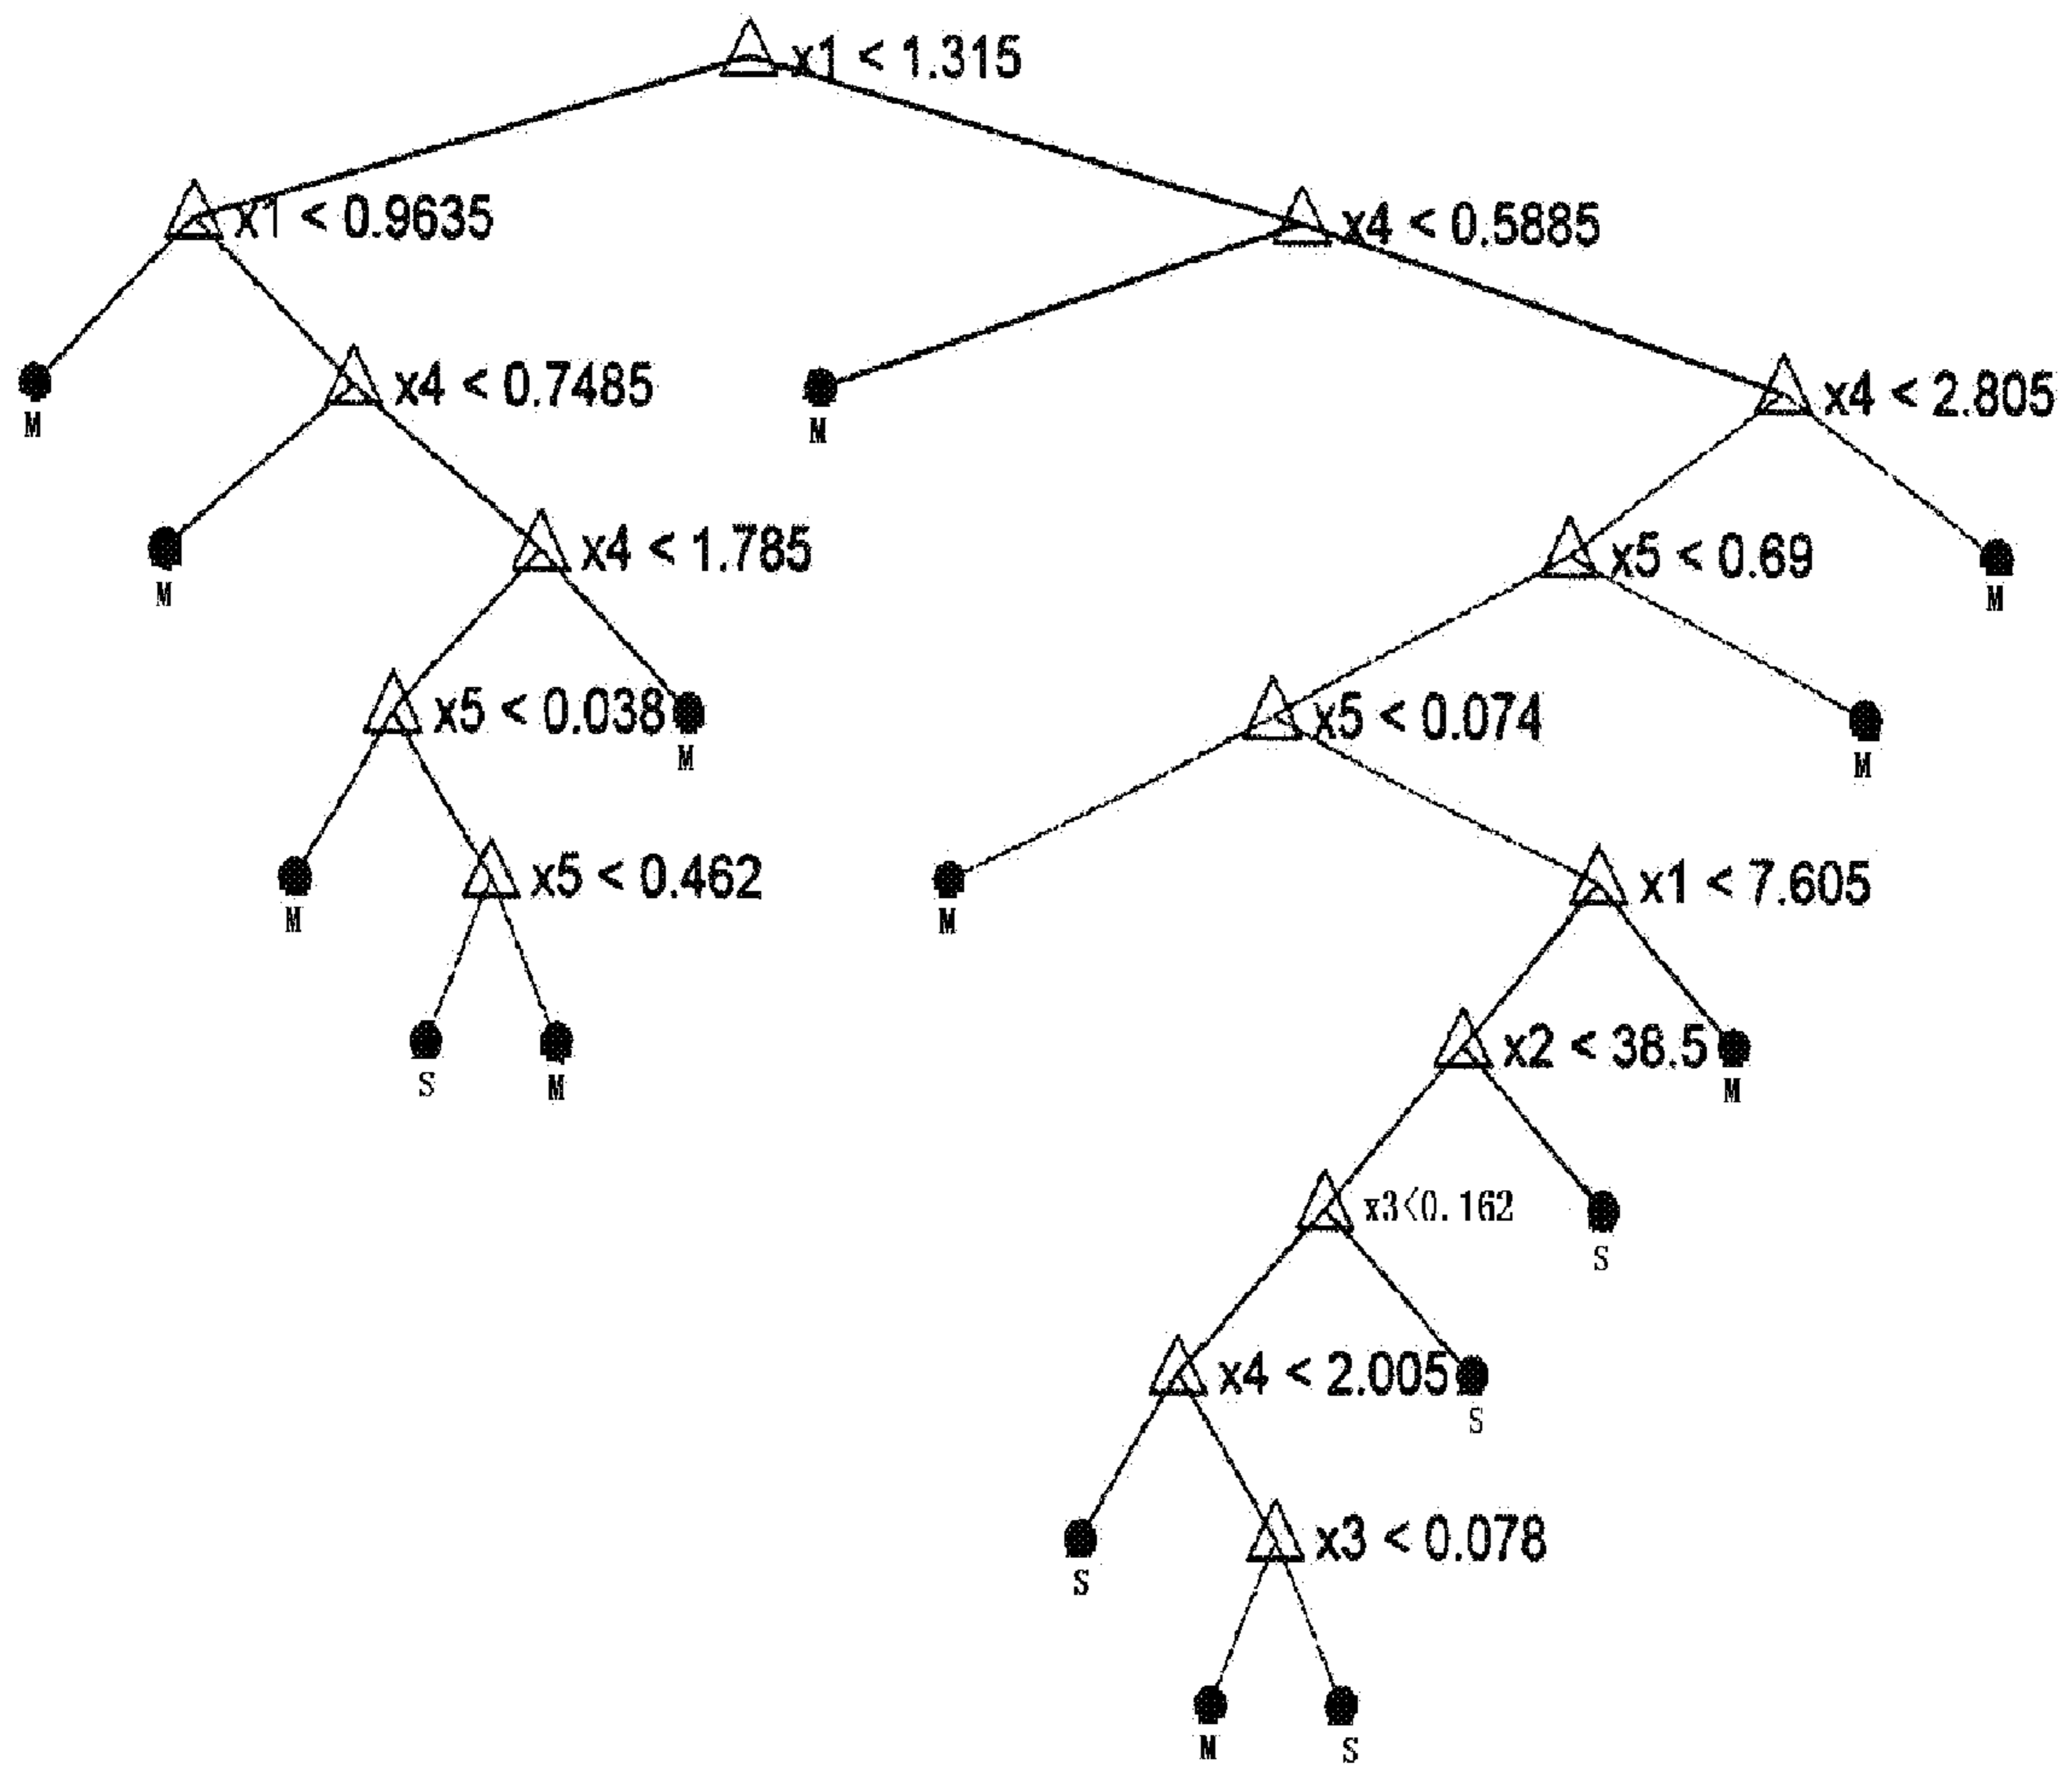 x1 < 1.315
x1 < 0.9635
x4 < 0.5885
M
x4 < 0.7485
M
x4 < 2.805
M
x4 < 1.785
x5 < 0.69
M
x5 < 0.038
M
x5 < 0.074
M
M
x5 < 0.462
M
x1 < 7.605
S
M
x2 < 38.5
M
x3<0.162
S
x4 < 2.005
S
S
x3 < 0.078
M
S